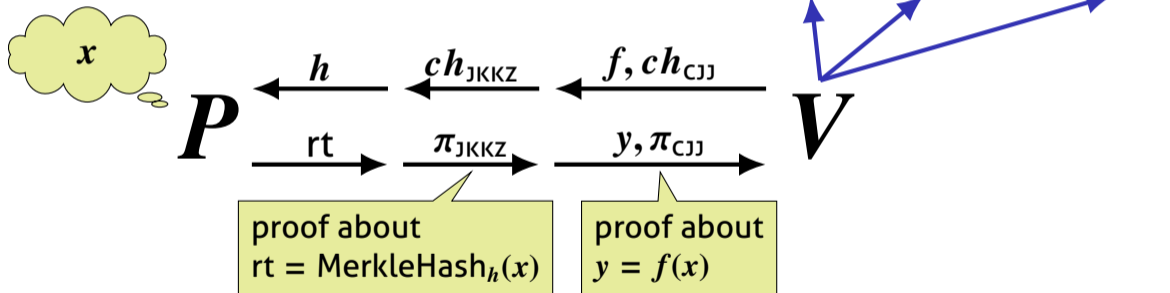 x
h
ch_JKKZ
f, ch_CJJ
P
V
rt
π_JKKZ
y, π_CJJ
proof about
rt = MerkleHash_h(x)
proof about
y = f(x)